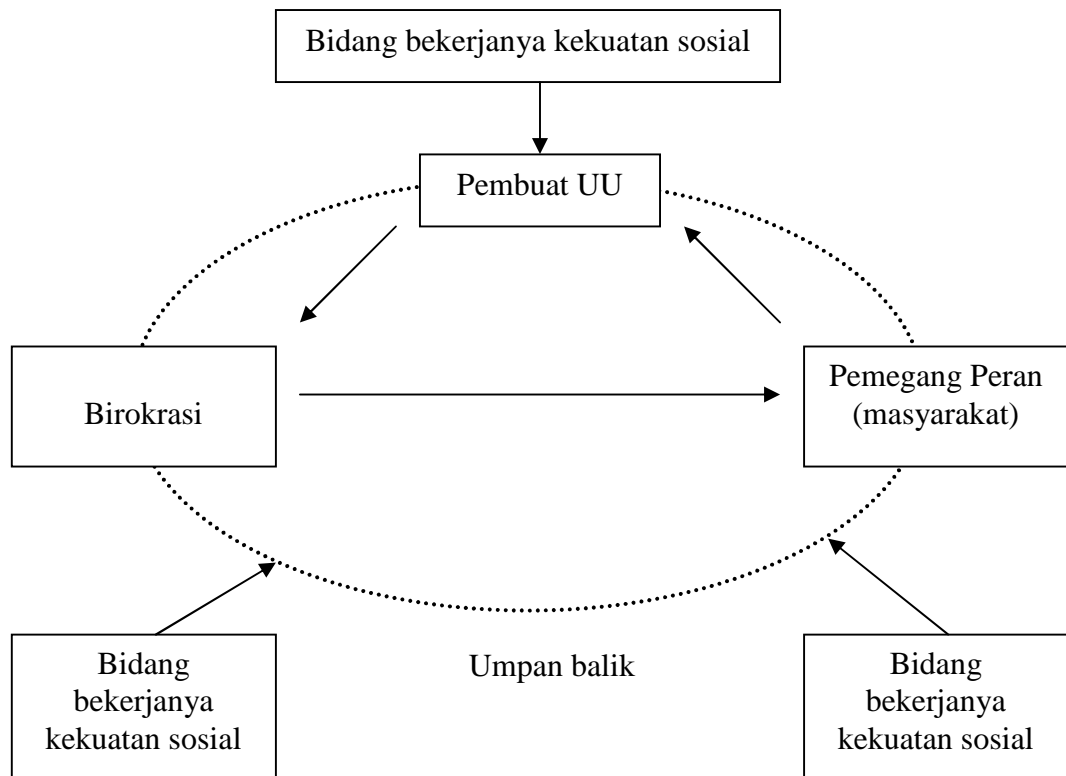 Bidang bekerjanya kekuatan sosial
Pembuat UU
Birokrasi
Pemegang Peran
(masyarakat)
Bidang
bekerjanya
kekuatan sosial
Umpan balik
Bidang
bekerjanya
kekuatan sosial